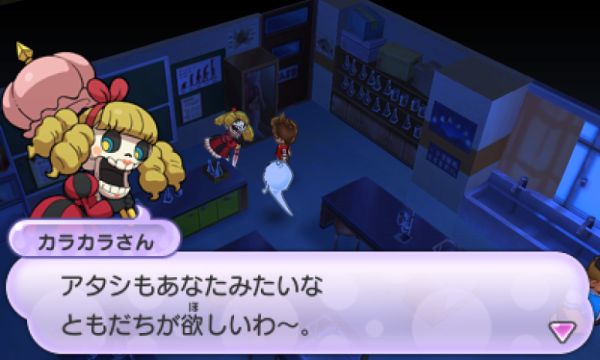 カラカラさん
アタシもあなたみたいな
ともだちが欲しいわ～。
ほ